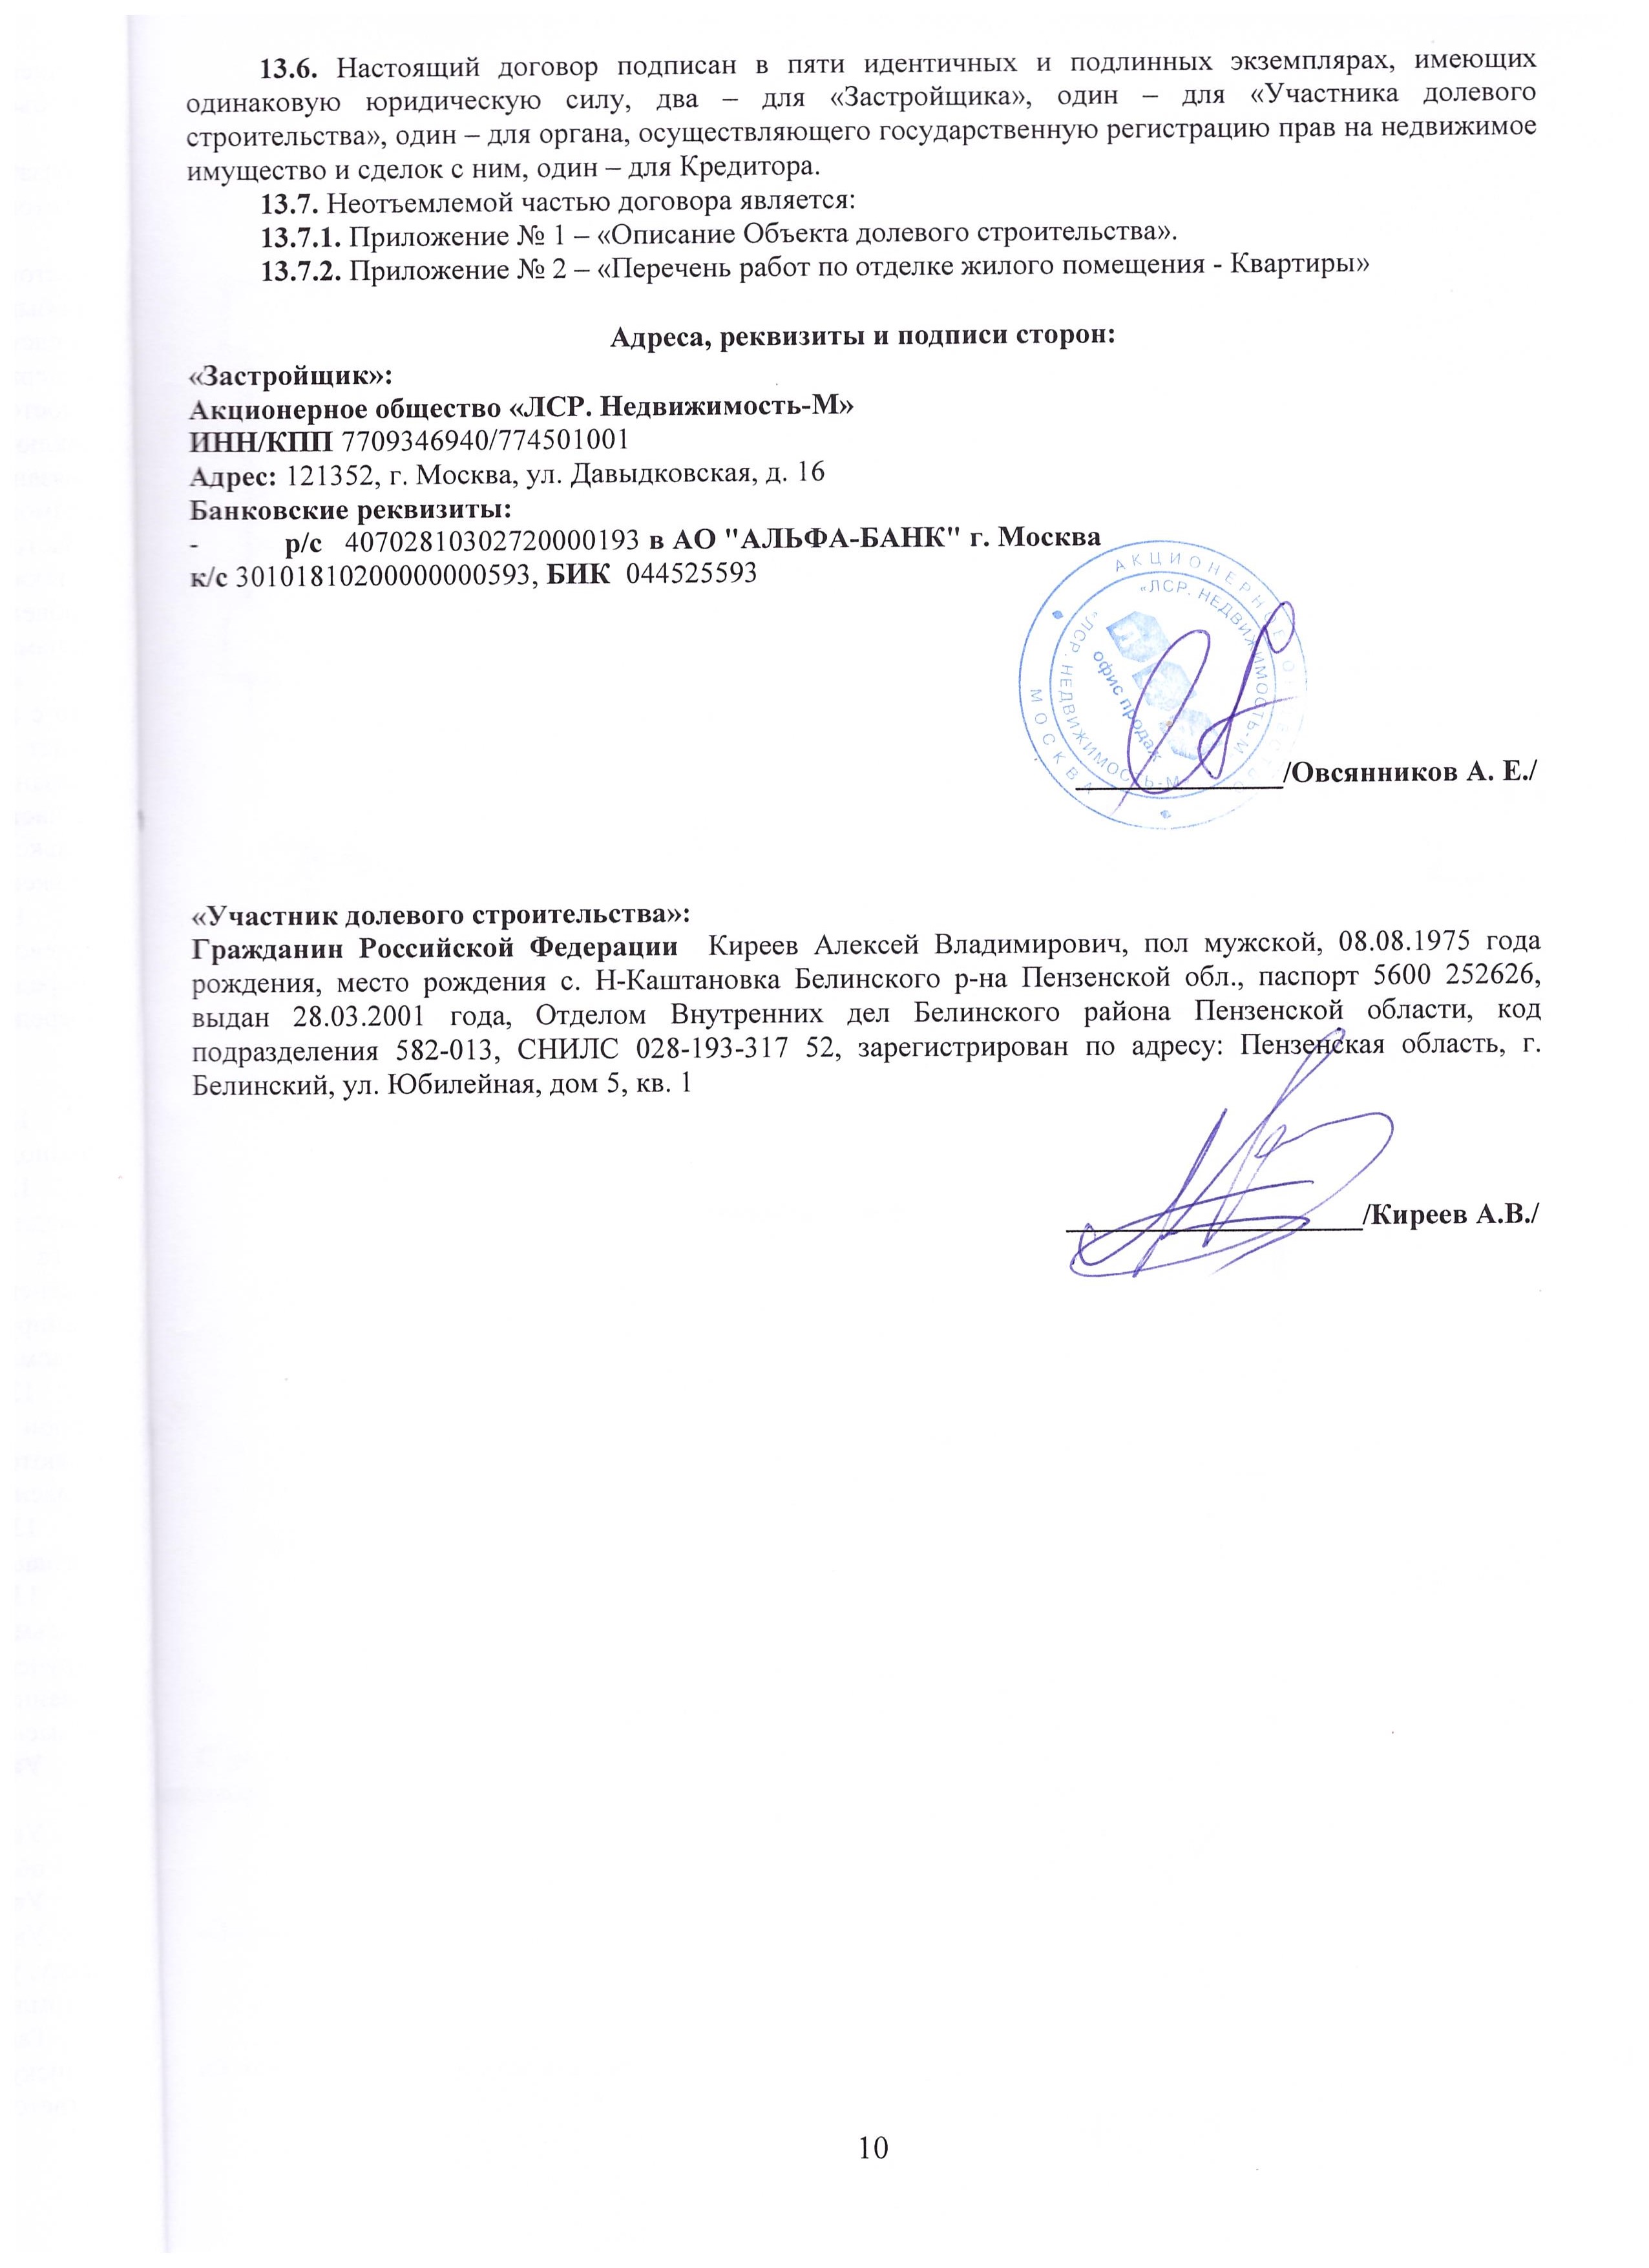 13.6. Настоящий договор подписан в пяти идентичных и подлинных экземплярах, имеющих
одинаковую юридическую силу, два – для «Застройщика», один – для «Участника долевого
строительства», один – для органа, осуществляющего государственную регистрацию прав на недвижимое
имущество и сделок с ним, один – для Кредитора.
13.7. Неотъемлемой частью договора является:
13.7.1. Приложение № 1 – «Описание Объекта долевого строительства».
13.7.2. Приложение № 2 – «Перечень работ по отделке жилого помещения - Квартиры»
Адреса, реквизиты и подписи сторон:
«Застройщик»:
Акционерное общество «ЛСР. Недвижимость-М»
ИНН/КПП 7709346940/774501001
Адрес: 121352, г. Москва, ул. Давыдковская, д. 16
Банковские реквизиты:
- р/с 40702810302720000193 в АО "АЛЬФА-БАНК" г. Москва
к/с 30101810200000000593, БИК 044525593
АКЦИОНЕРНОЕ
МОСКВА
«ЛСР. НЕДВИЖИМОСТЬ-М
«ЛСР. НЕДВИЖИМОСТЬ-М»
офис продаж
/Овсянников А. Е./
«Участник долевого строительства»:
Гражданин Российской Федерации Киреев Алексей Владимирович, пол мужской, 08.08.1975 года
рождения, место рождения с. Н-Каштановка Белинского р-на Пензенской обл., паспорт 5600 252626,
выдан 28.03.2001 года, Отделом Внутренних дел Белинского района Пензенской области, код
подразделения 582-013, СНИЛС 028-193-317 52, зарегистрирован по адресу: Пензенская область, г.
Белинский, ул. Юбилейная, дом 5, кв. 1
/Киреев А.В./
10